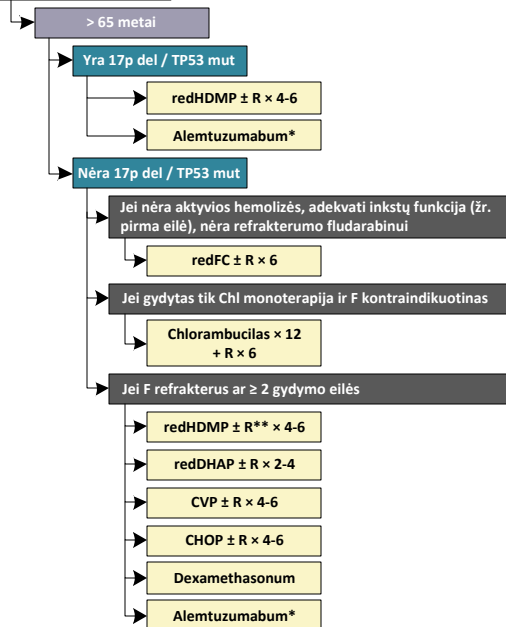 > 65 metai
Yra 17p del / TP53 mut
redHDMP ± R × 4-6
Alemtuzumabum*
Nėra 17p del / TP53 mut
Jei nėra aktyvios hemolizės, adekvati inkstų funkcija (žr.
pirma eilė), nėra refrakterumo fludarabinui
redFC ± R × 6
Jei gydytas tik Chl monoterapija ir F kontraindikuotinas
Chlorambucilas × 12
+ R × 6
Jei F refrakterus ar ≥ 2 gydymo eilės
redHDMP ± R** × 4-6
redDHAP ± R × 2-4
CVP ± R × 4-6
CHOP ± R × 4-6
Dexamethasonum
Alemtuzumabum*